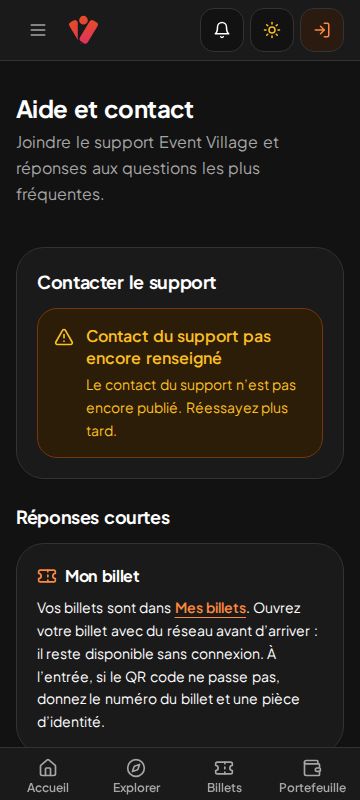 Aide et contact
Joindre le support Event Village et
réponses aux questions les plus
fréquentes.
Contacter le support
Contact du support pas
encore renseigné
Le contact du support n’est pas
encore publié. Réessayez plus
tard.
Réponses courtes
Mon billet
Vos billets sont dans Mes billets. Ouvrez
votre billet avec du réseau avant d’arriver :
il reste disponible sans connexion. À
l’entrée, si le QR code ne passe pas,
donnez le numéro du billet et une pièce
d’identité.
Accueil
Explorer
Billets
Portefeuille